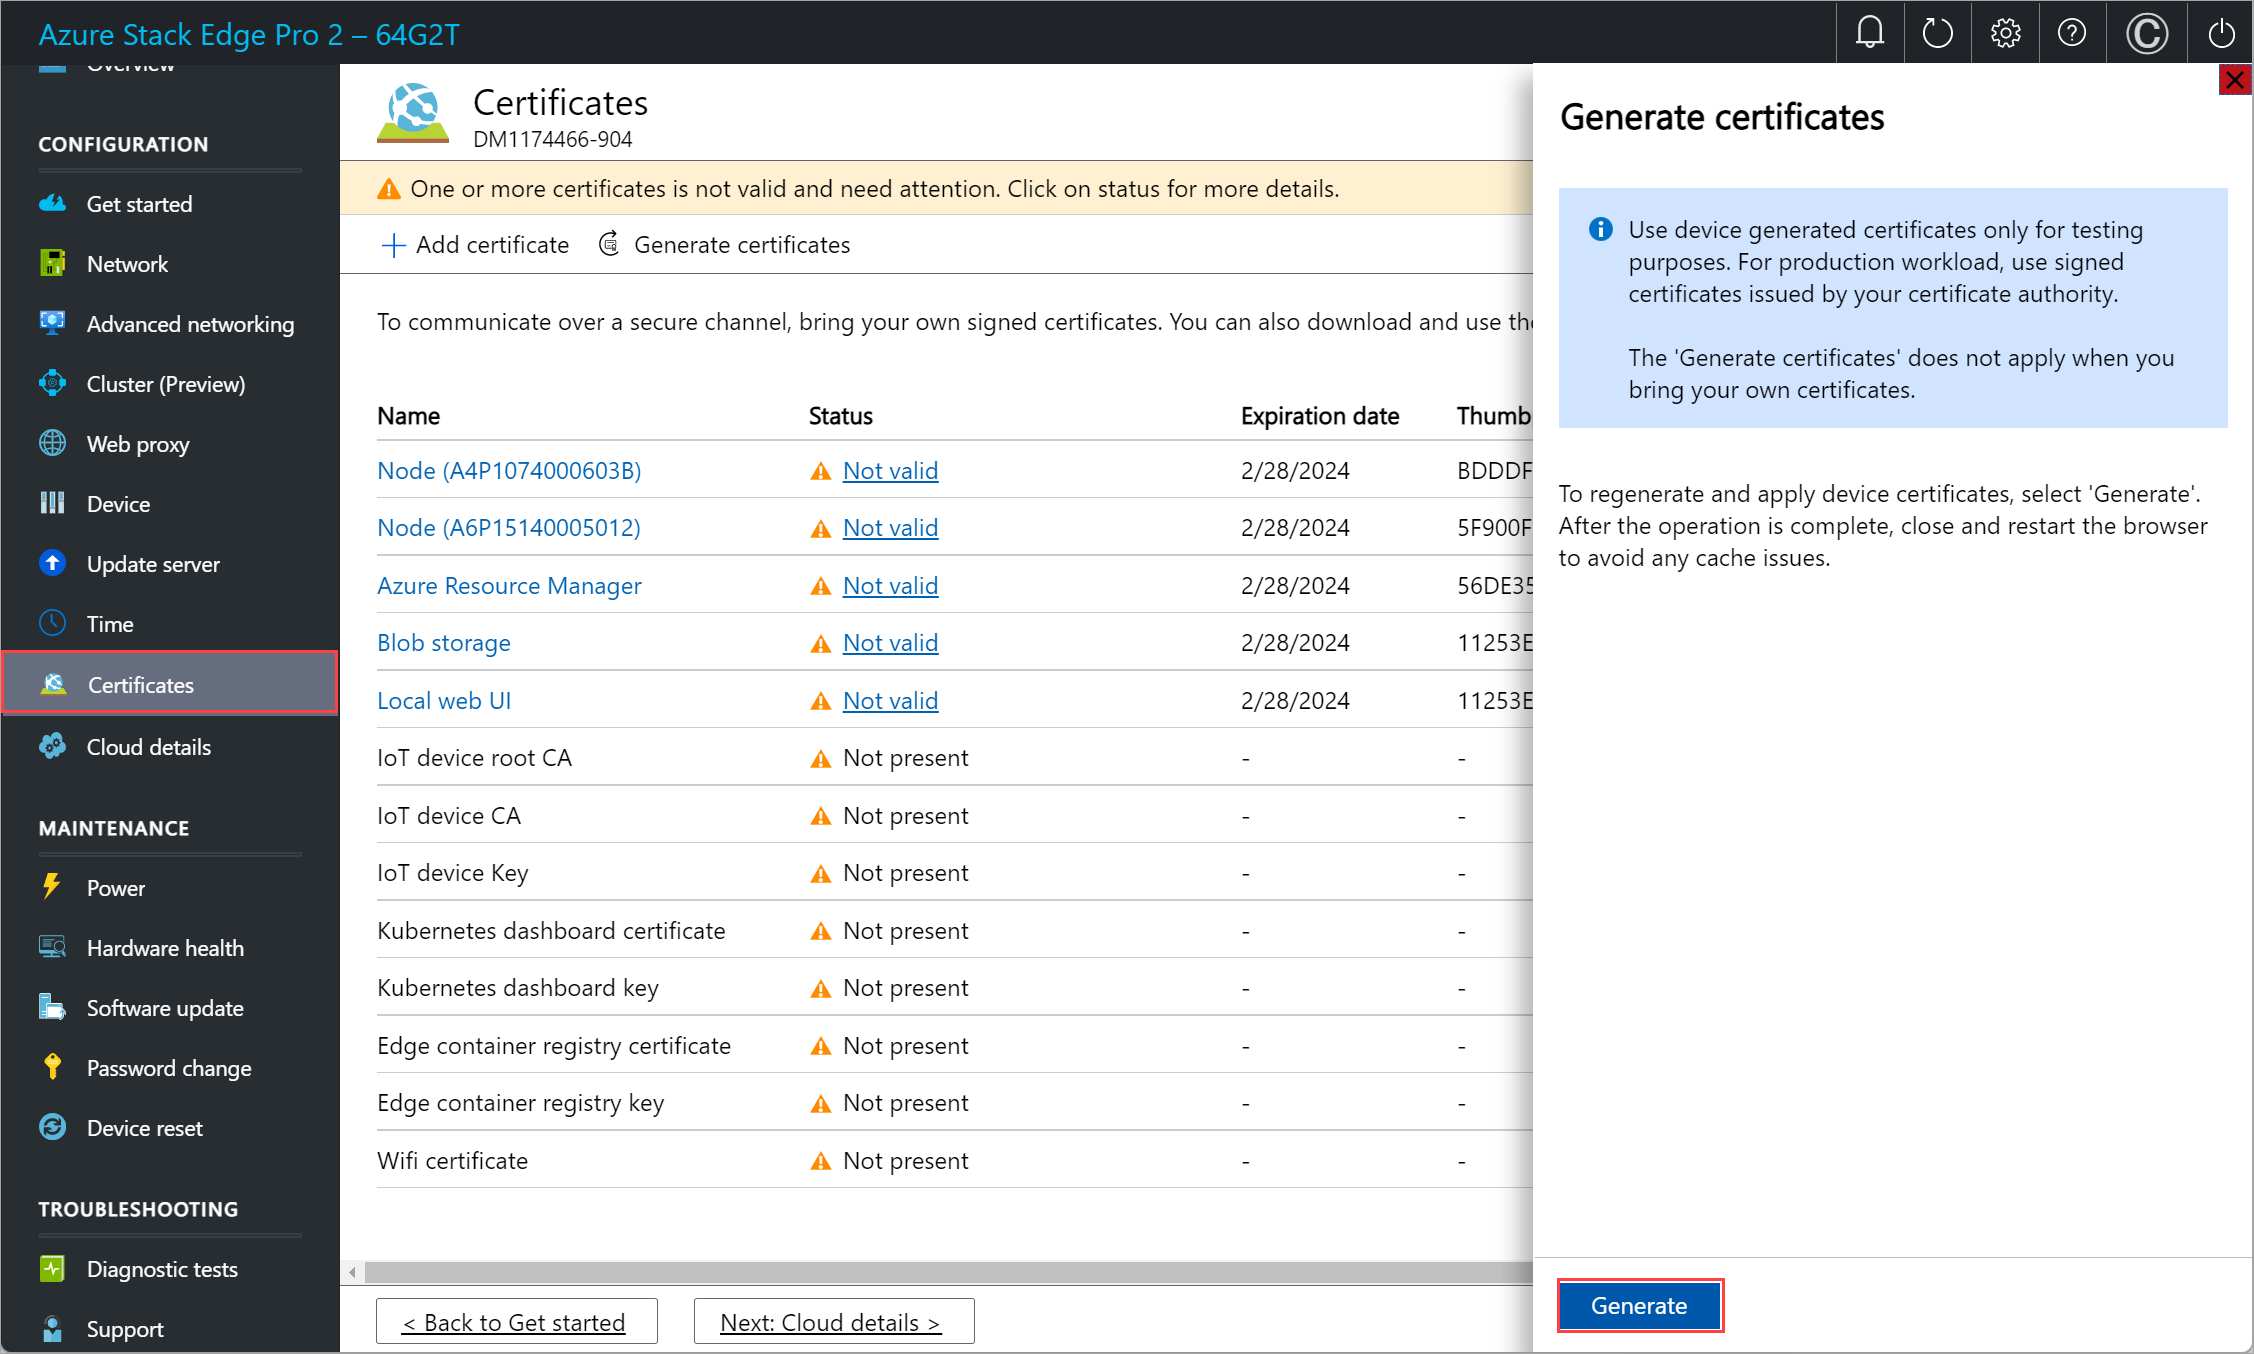 Azure Stack Edge Pro 2 – 64G2T
Overview
CONFIGURATION
Get started
Network
Advanced networking
Cluster (Preview)
Web proxy
Device
Update server
Time
Certificates
Cloud details
MAINTENANCE
Power
Hardware health
Software update
Password change
Device reset
TROUBLESHOOTING
Diagnostic tests
Support
Certificates
DM1174466-904
One or more certificates is not valid and need attention. Click on status for more details.
Add certificate Generate certificates
To communicate over a secure channel, bring your own signed certificates. You can also download and use the
Name Status Expiration date Thumb
Node (A4P1074000603B) Not valid 2/28/2024 BDDDF
Node (A6P15140005012) Not valid 2/28/2024 5F900F
Azure Resource Manager Not valid 2/28/2024 56DE35
Blob storage Not valid 2/28/2024 11253E
Local web UI Not valid 2/28/2024 11253E
IoT device root CA Not present - -
IoT device CA Not present - -
IoT device Key Not present - -
Kubernetes dashboard certificate Not present - -
Kubernetes dashboard key Not present - -
Edge container registry certificate Not present - -
Edge container registry key Not present - -
Wifi certificate Not present - -
< Back to Get started Next: Cloud details >
Generate certificates
Use device generated certificates only for testing
purposes. For production workload, use signed
certificates issued by your certificate authority.
The 'Generate certificates' does not apply when you
bring your own certificates.
To regenerate and apply device certificates, select 'Generate'.
After the operation is complete, close and restart the browser
to avoid any cache issues.
Generate